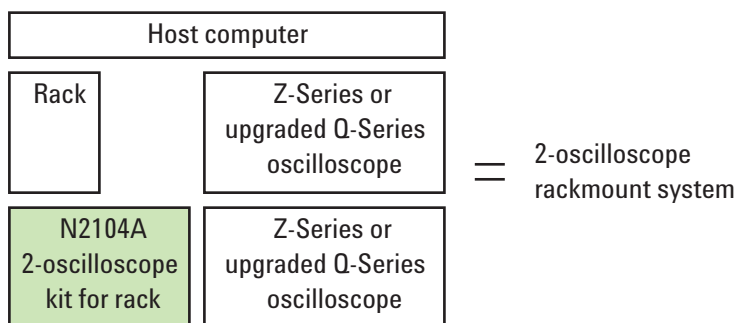 Host computer
Rack
Z-Series or
upgraded Q-Series
oscilloscope
=
2-oscilloscope
rackmount system
N2104A
2-oscilloscope
kit for rack
Z-Series or
upgraded Q-Series
oscilloscope